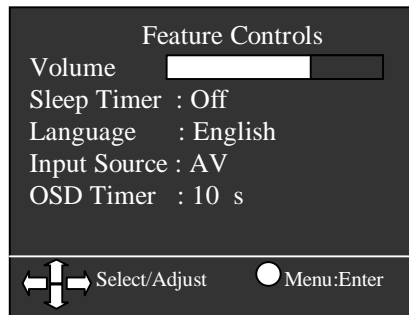 Feature Controls
Volume
Sleep Timer : Off
Language : English
Input Source : AV
OSD Timer : 10 s
Select/Adjust Menu:Enter